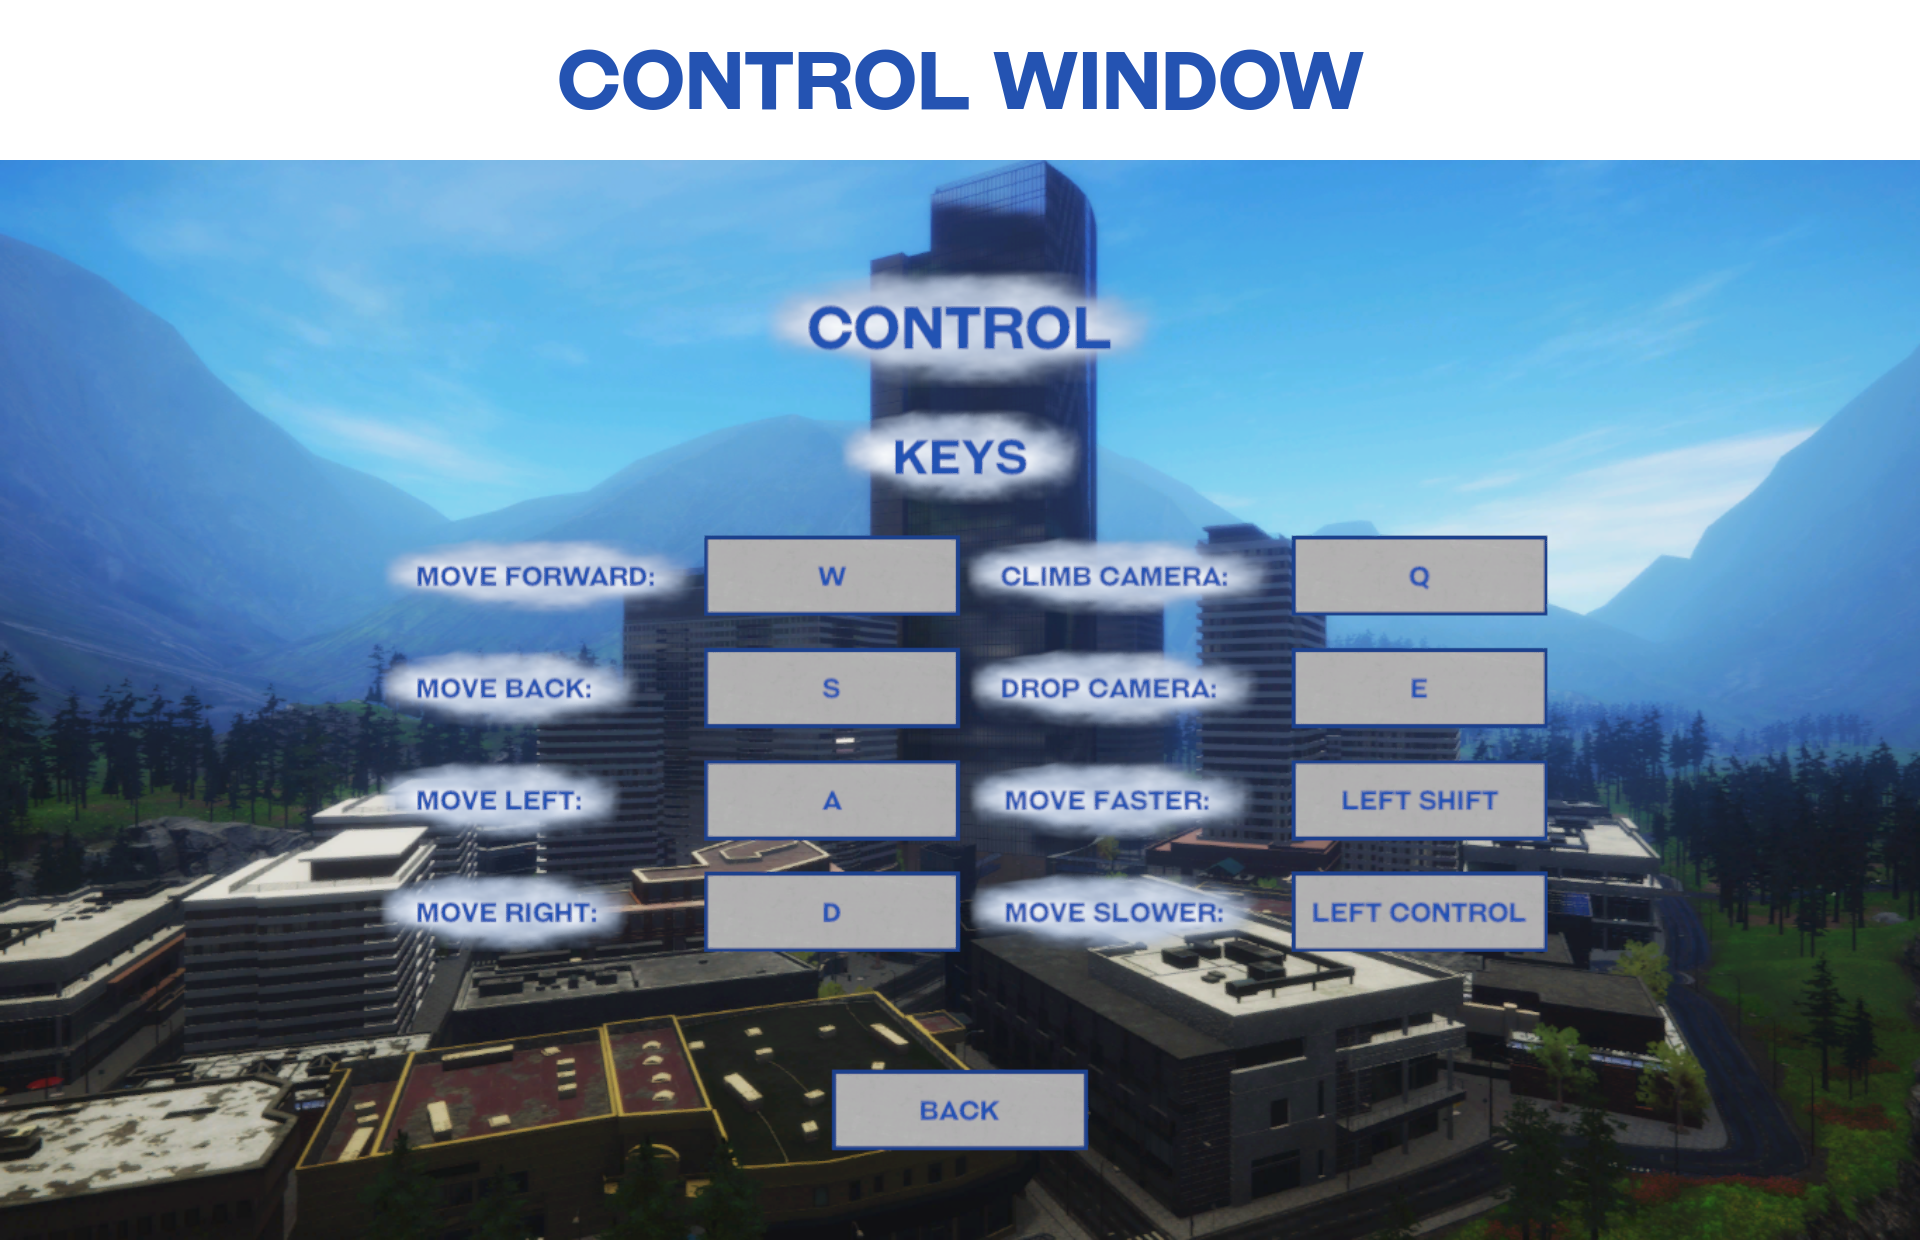 CONTROL WINDOW
CONTROL
KEYS
MOVE FORWARD: W CLIMB CAMERA: Q
MOVE BACK: S DROP CAMERA: E
MOVE LEFT: A MOVE FASTER: LEFT SHIFT
MOVE RIGHT: D MOVE SLOWER: LEFT CONTROL
BACK